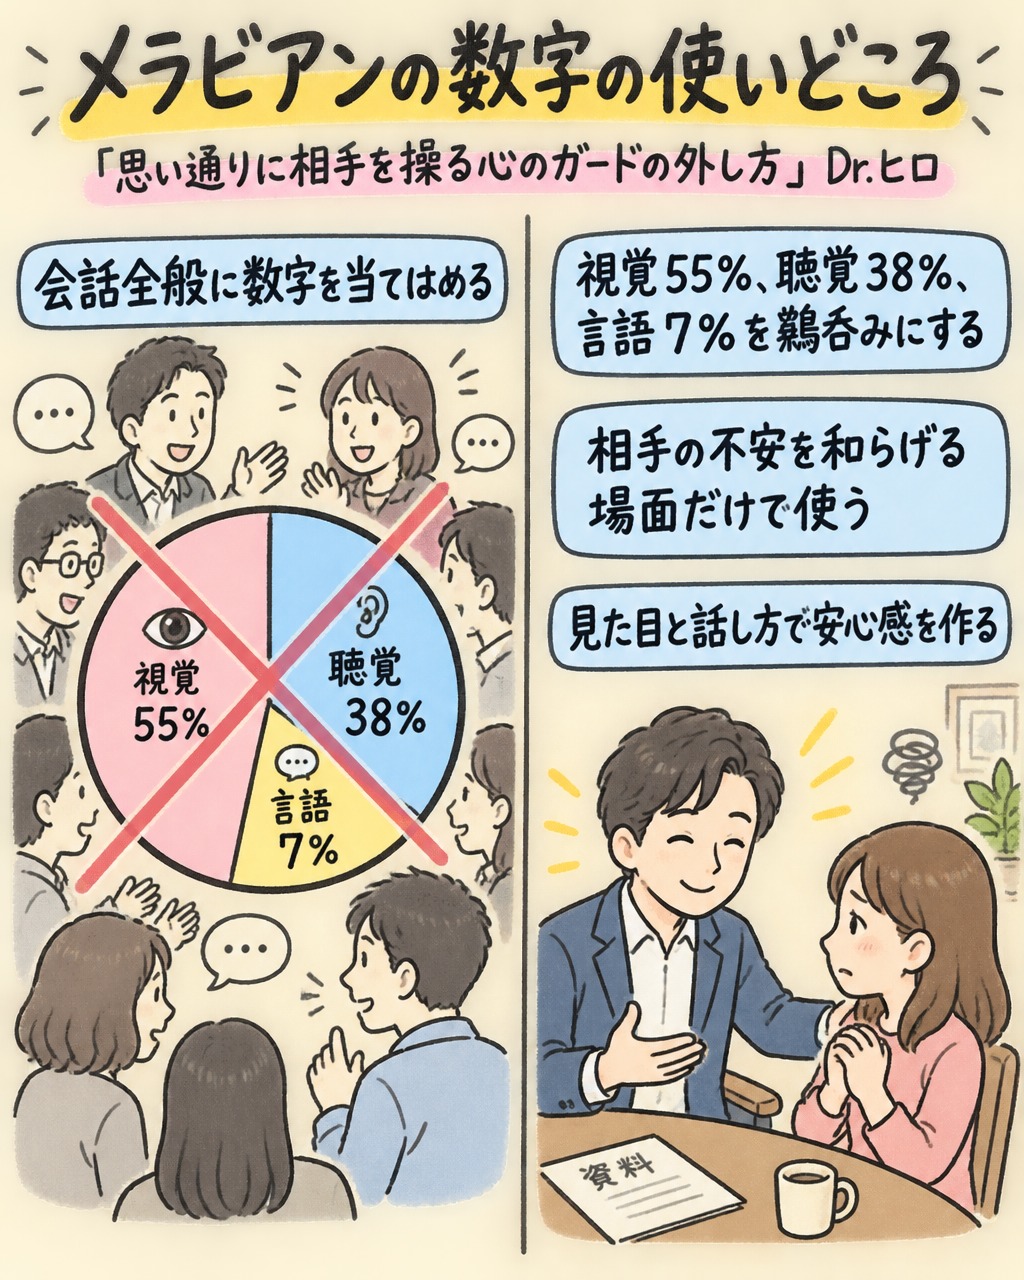 メラビアンの数字の使いどころ
「思い通りに相手を操る心のガードの外し方」Dr.ヒロ
会話全般に数字を当てはめる
視覚
55%
聴覚
38%
言語
7%
視覚55%、聴覚38%、
言語7%を鵜呑みにする
相手の不安を和らげる
場面だけで使う
見た目と話し方で安心感を作る
資料